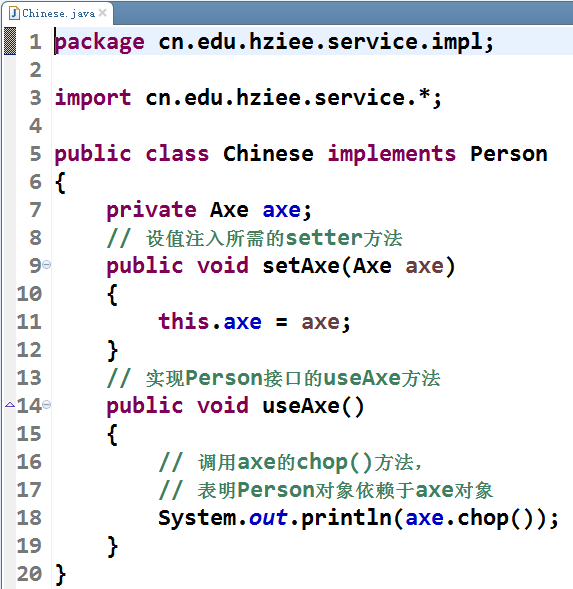 Chinese.java
1 package cn.edu.hziee.service.impl;
2
3 import cn.edu.hziee.service.*;
4
5 public class Chinese implements Person
6 {
7     private Axe axe;
8     // 设值注入所需的setter方法
9     public void setAxe(Axe axe)
10     {
11         this.axe = axe;
12     }
13     // 实现Person接口的useAxe方法
14     public void useAxe()
15     {
16         // 调用axe的chop()方法，
17         // 表明Person对象依赖于axe对象
18         System.out.println(axe.chop());
19     }
20 }